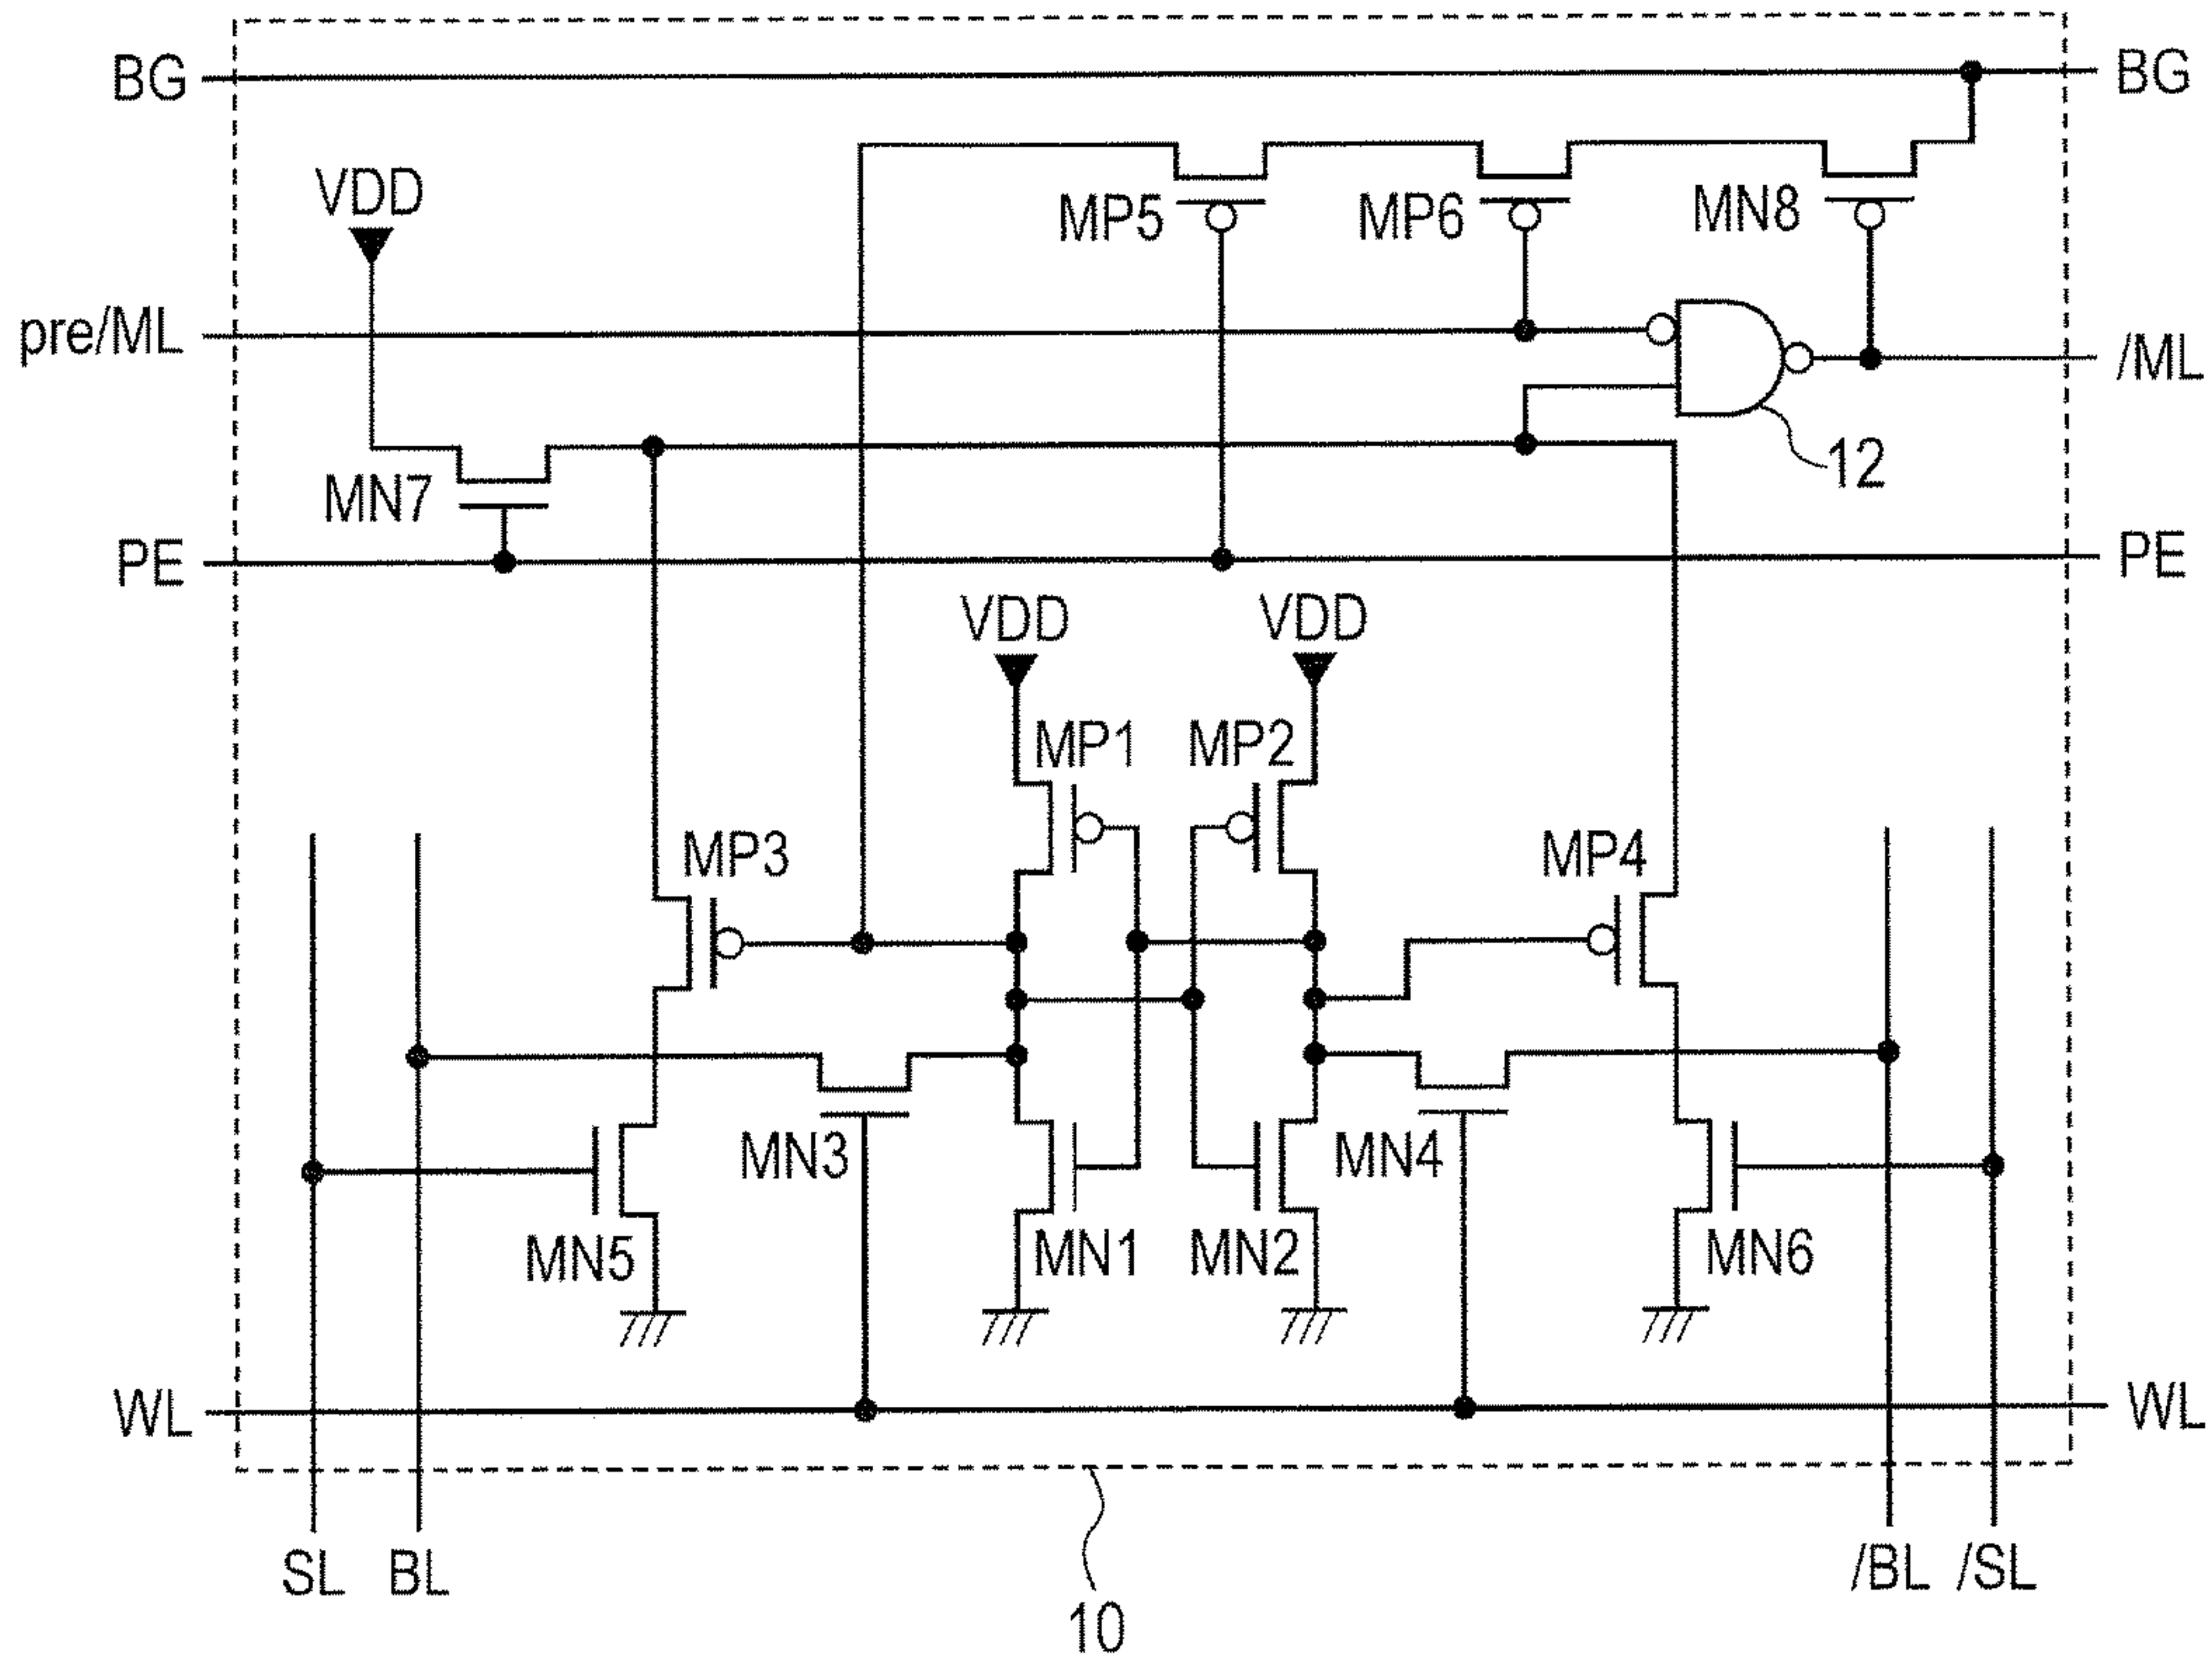 BG
BG
VDD
MP5
MP6
MN8
pre/ML
/ML
12
MN7
PE
PE
VDD
VDD
MP1
MP2
MP3
MP4
MN3
MN4
MN5
MN1
MN2
MN6
WL
WL
SL
BL
/BL
/SL
10